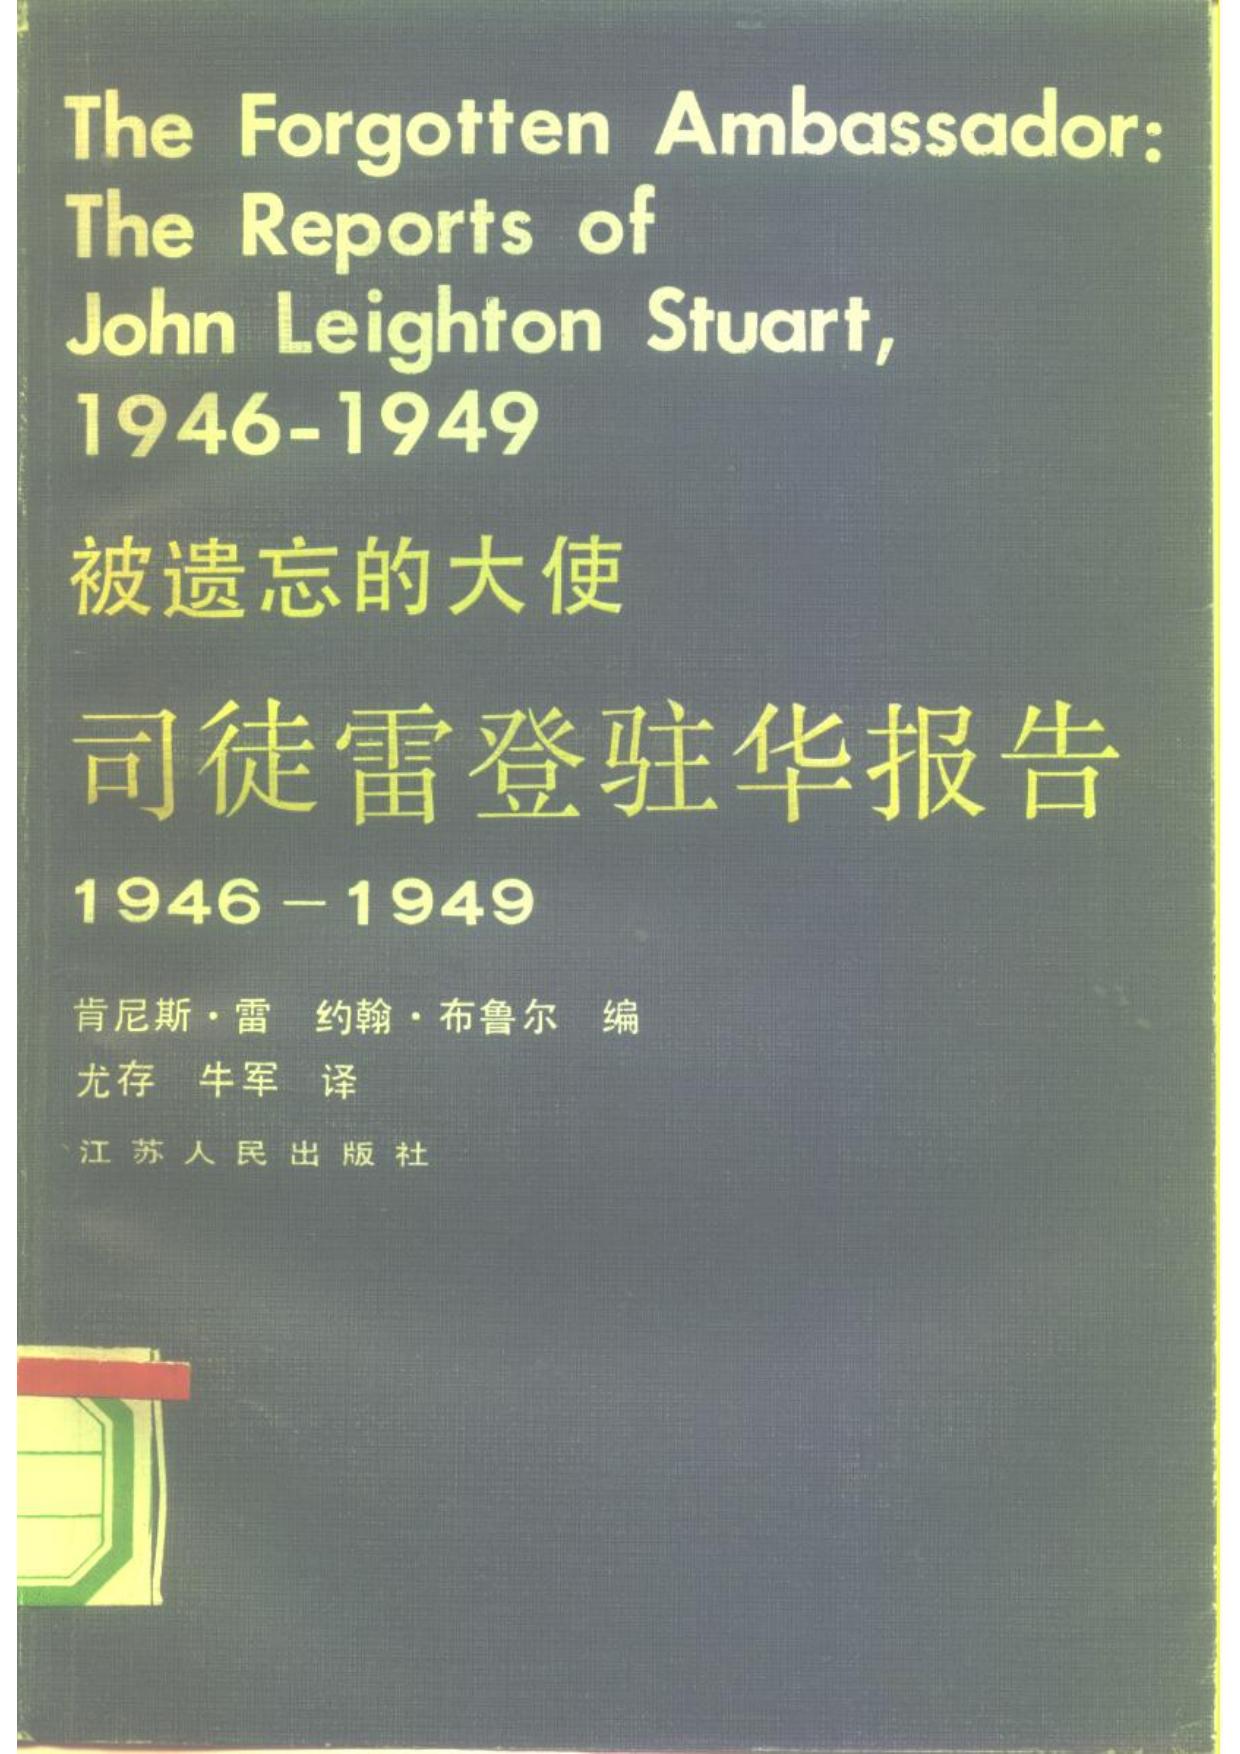 The Forgotten Ambassador:
The Reports of
John Leighton Stuart,
1946-1949
被遗忘的大使
司徒雷登驻华报告
1946－1949
肯尼斯·雷 约翰·布鲁尔 编
尤存 牛军 译
江苏人民出版社